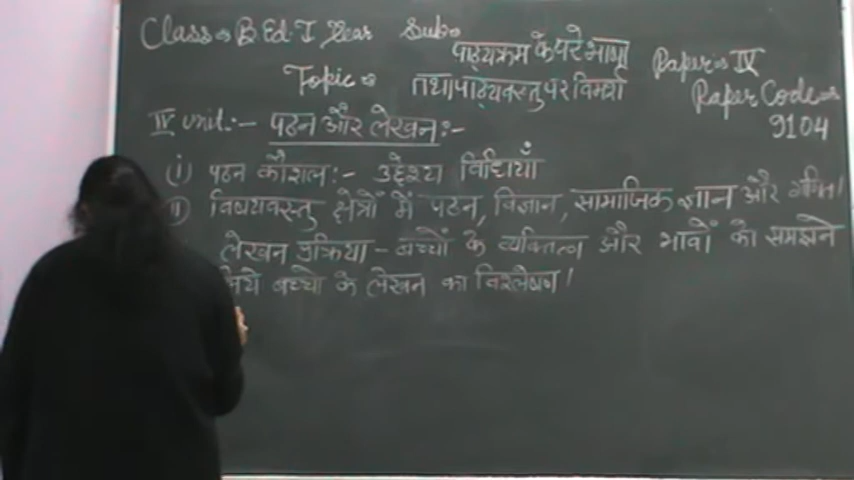 Class:- B.Ed. I Year Sub:- पाठ्यक्रम के परे भाषा Paper:- IV
Topic:- तथा पाठ्यवस्तु पर विमर्श Paper Code:-
9104
IV unit:- पठन और लेखन:-
(i) पठन कौशल:- उद्देश्य विधियाँ
(ii) विषयवस्तु क्षेत्रों में पठन, विज्ञान, सामाजिक ज्ञान और गणित।
लेखन प्रक्रिया - बच्चों के व्यक्तित्व और भावों को समझने
लिये बच्चो के लेखन का विश्लेषण।